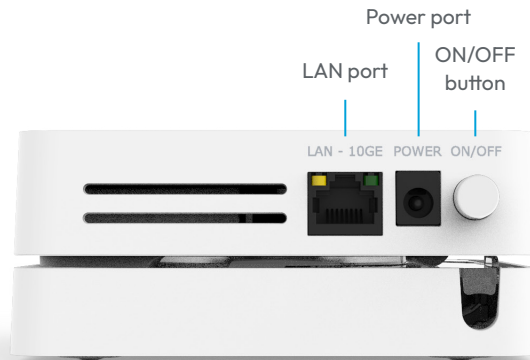 Power port
LAN port
ON/OFF
button
LAN - 10GE POWER ON/OFF